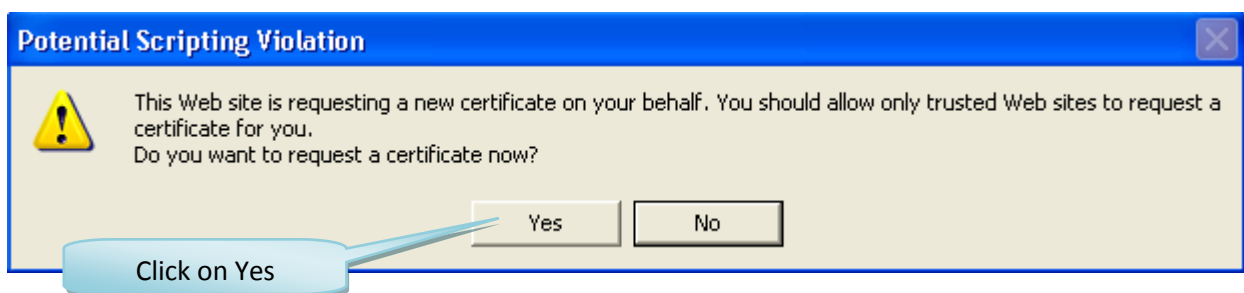 Potential Scripting Violation
This Web site is requesting a new certificate on your behalf. You should allow only trusted Web sites to request a
certificate for you.
Do you want to request a certificate now?
Yes No
Click on Yes